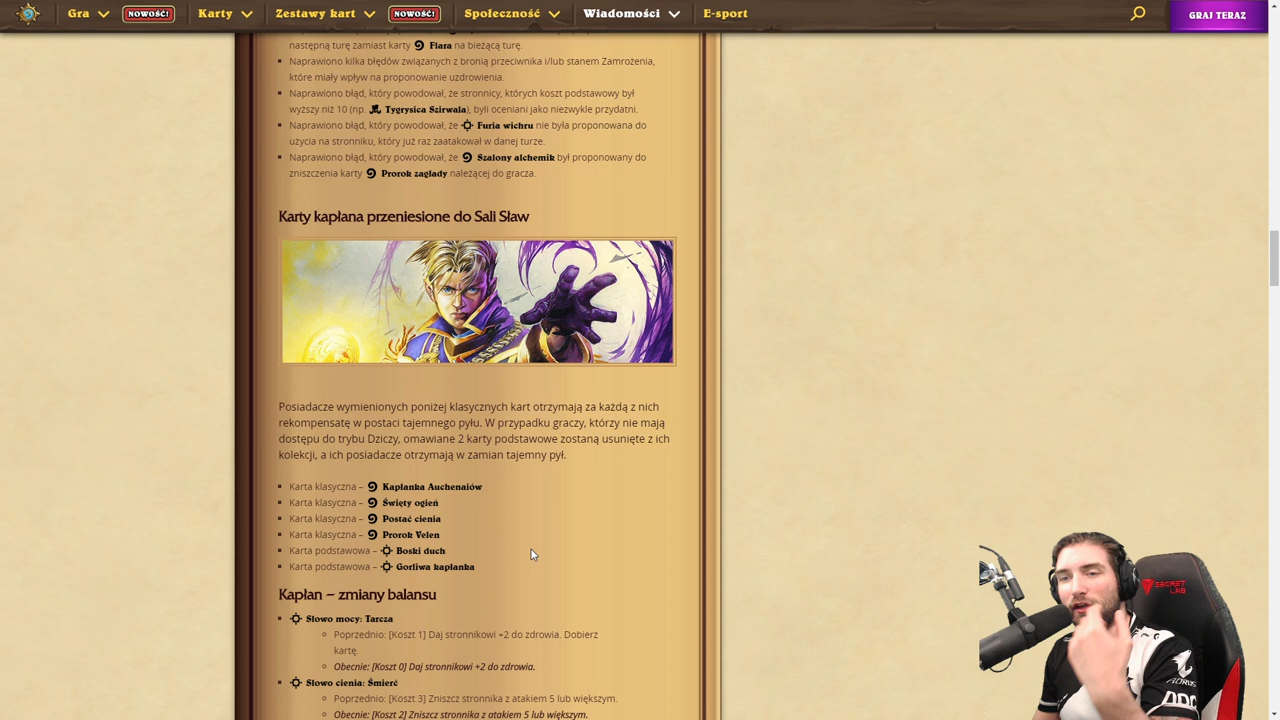 Gra NOWOŚĆ! Karty Zestawy kart NOWOŚĆ! Społeczność Wiadomości E-sport GRAJ TERAZ
następną turę zamiast karty Fiara na bieżącą turę.
Naprawiono kilka błędów związanych z bronią przeciwnika i/lub stanem Zamrożenia,
które miały wpływ na proponowanie uzdrowienia.
Naprawiono błąd, który powodował, że stronnicy, których koszt podstawowy był
wyższy niż 10 (np. Tygrysica Szirwala), byli oceniani jako niezwykle przydatni.
Naprawiono błąd, który powodował, że Furia wichru nie była proponowana do
użycia na stronniku, który już raz zaatakował w danej turze.
Naprawiono błąd, który powodował, że Szalony alchemik był proponowany do
zniszczenia karty Prorok zagłady należącej do gracza.
Karty kapłana przeniesione do Sali Sław
Posiadacze wymienionych poniżej klasycznych kart otrzymają za każdą z nich
rekompensatę w postaci tajemnego pyłu. W przypadku graczy, którzy nie mają
dostępu do trybu Dziczy, omawiane 2 karty podstawowe zostaną usunięte z ich
kolekcji, a ich posiadacze otrzymają w zamian tajemny pył.
Karta klasyczna – Kapłanka Auchenaiów
Karta klasyczna – Święty ogień
Karta klasyczna – Postać cienia
Karta klasyczna – Prorok Velen
Karta podstawowa – Boski duch
Karta podstawowa – Gorliwa kapłanka
Kapłan – zmiany balansu
Słowo mocy: Tarcza
Poprzednio: [Koszt 1] Daj stronnikowi +2 do zdrowia. Dobierz
kartę.
Obecnie: [Koszt 0] Daj stronnikowi +2 do zdrowia.
Słowo cienia: Śmierć
Poprzednio: [Koszt 3] Zniszcz stronnika z atakiem 5 lub większym.
Obecnie: [Koszt 2] Zniszcz stronnika z atakiem 5 lub większym.
SECRET
LAB
AORUS